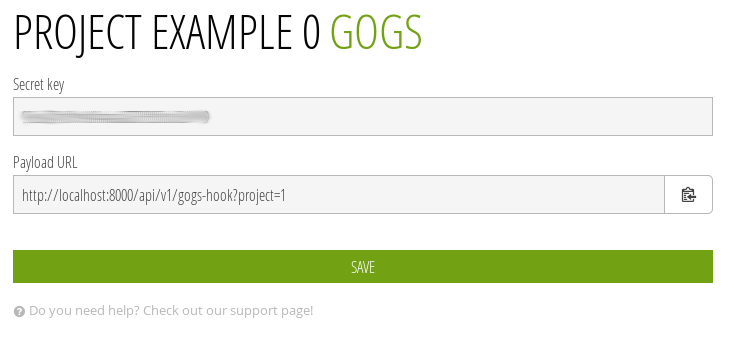 PROJECT EXAMPLE 0 GOGS
Secret key
Payload URL
http://localhost:8000/api/v1/gogs-hook?project=1
SAVE
Do you need help? Check out our support page!